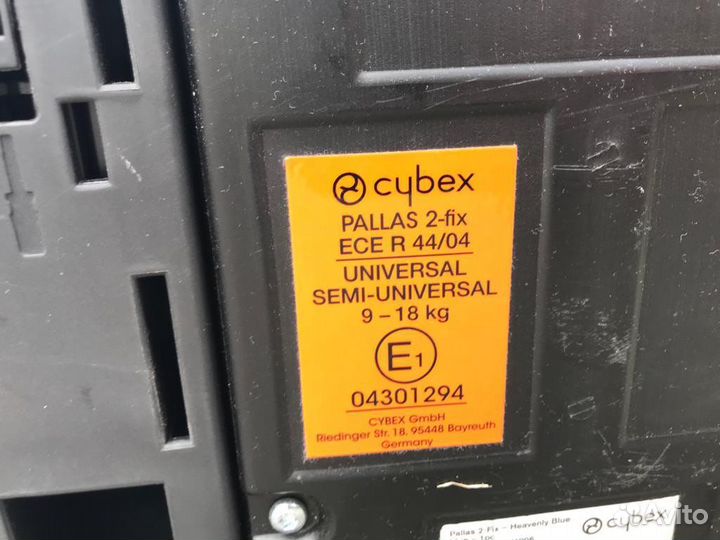 cybex
PALLAS 2-fix
ECE R 44/04
UNIVERSAL
SEMI-UNIVERSAL
9 – 18 kg
E1
04301294
CYBEX GmbH
Riedinger Str. 18, 95448 Bayreuth
Germany
Pallas 2-Fix – Heavenly Blue
cybex
Avito